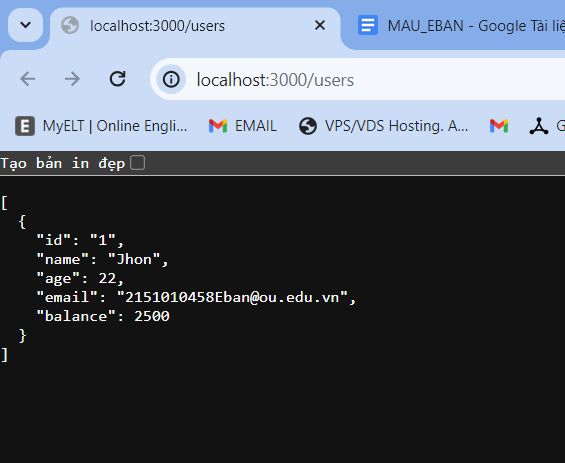 localhost:3000/users
MAU_EBAN - Google Tài liệ
localhost:3000/users
E MyELT | Online Engli... EMAIL VPS/VDS Hosting. A... G
Tạo bản in đẹp
[
  {
    "id": "1",
    "name": "Jhon",
    "age": 22,
    "email": "2151010458Eban@ou.edu.vn",
    "balance": 2500
  }
]